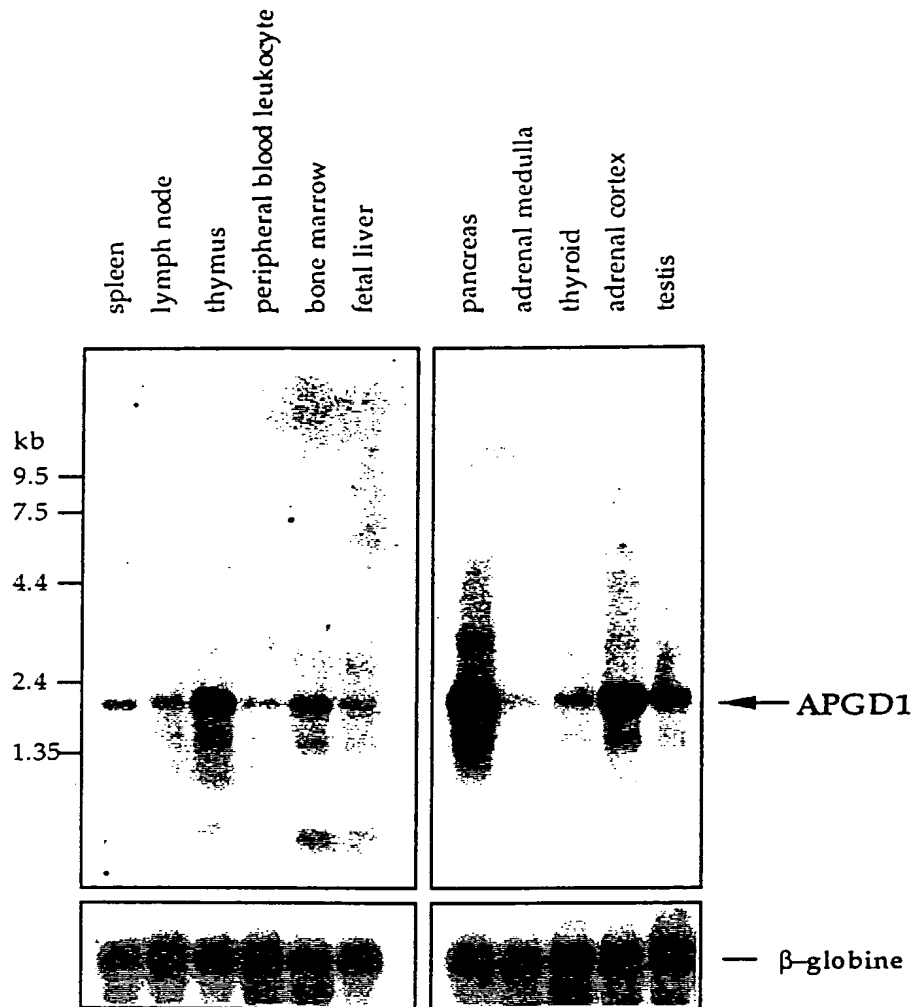 spleen
lymph node
thymus
peripheral blood leukocyte
bone marrow
fetal liver
pancreas
adrenal medulla
thyroid
adrenal cortex
testis
kb
9.5
7.5
4.4
2.4
1.35
APGD1
β-globine